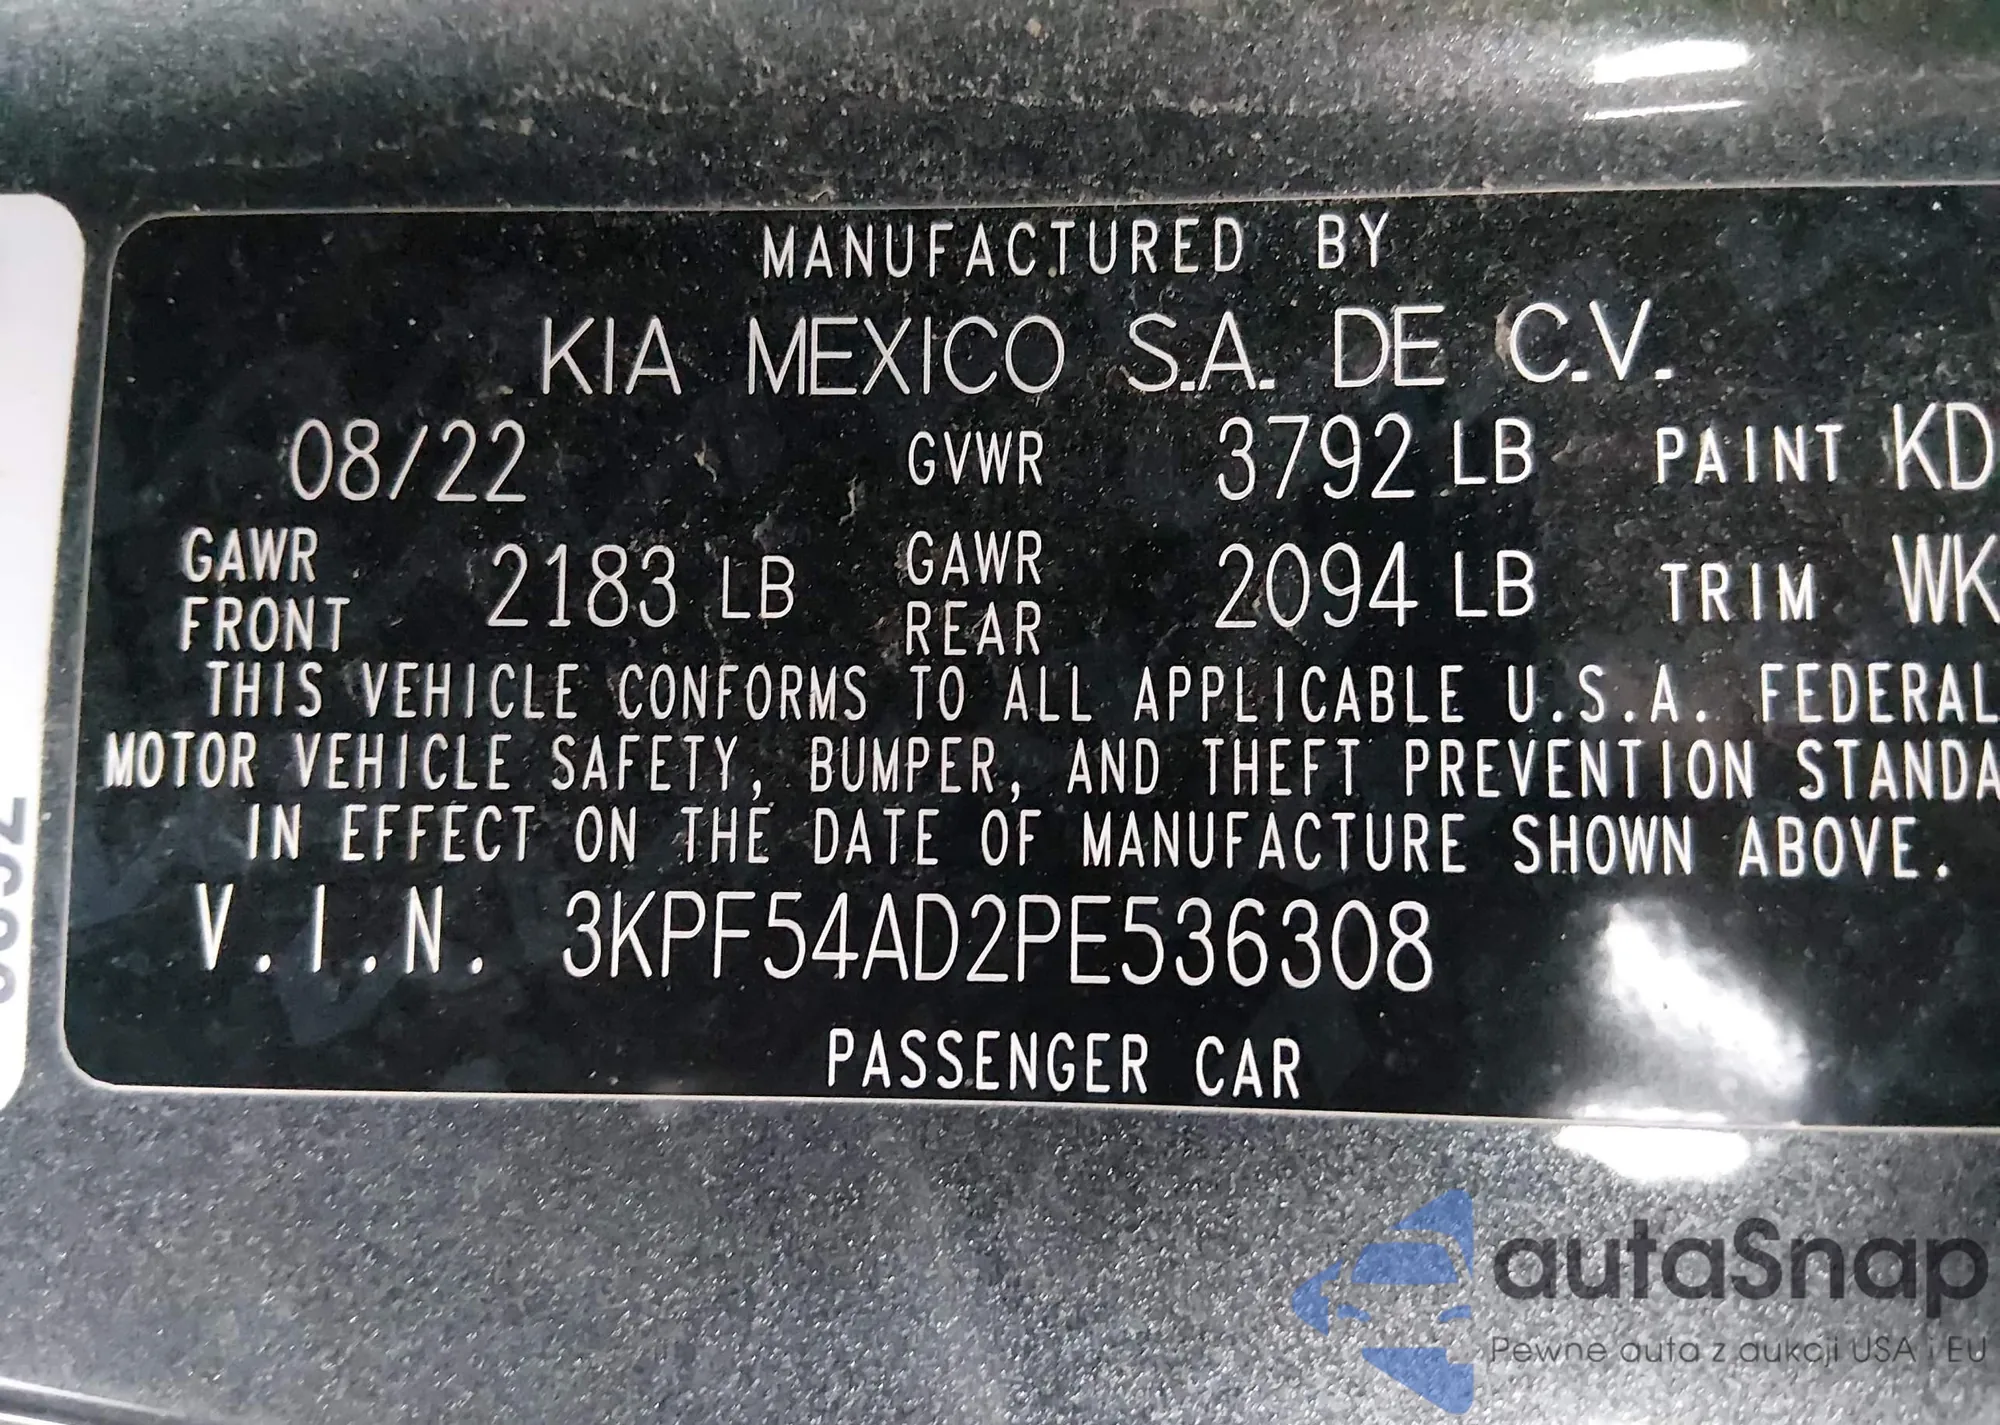 MANUFACTURED BY
KIA MEXICO S.A. DE C.V.
08/22 GVWR 3792 LB PAINT KD
GAWR FRONT 2183 LB GAWR REAR 2094 LB TRIM WK
THIS VEHICLE CONFORMS TO ALL APPLICABLE U.S.A. FEDERAL
MOTOR VEHICLE SAFETY, BUMPER, AND THEFT PREVENTION STANDA
IN EFFECT ON THE DATE OF MANUFACTURE SHOWN ABOVE.
V.I.N. 3KPF54AD2PE536308
PASSENGER CAR
autaSnap
Pewne auta z aukcji USA i EU